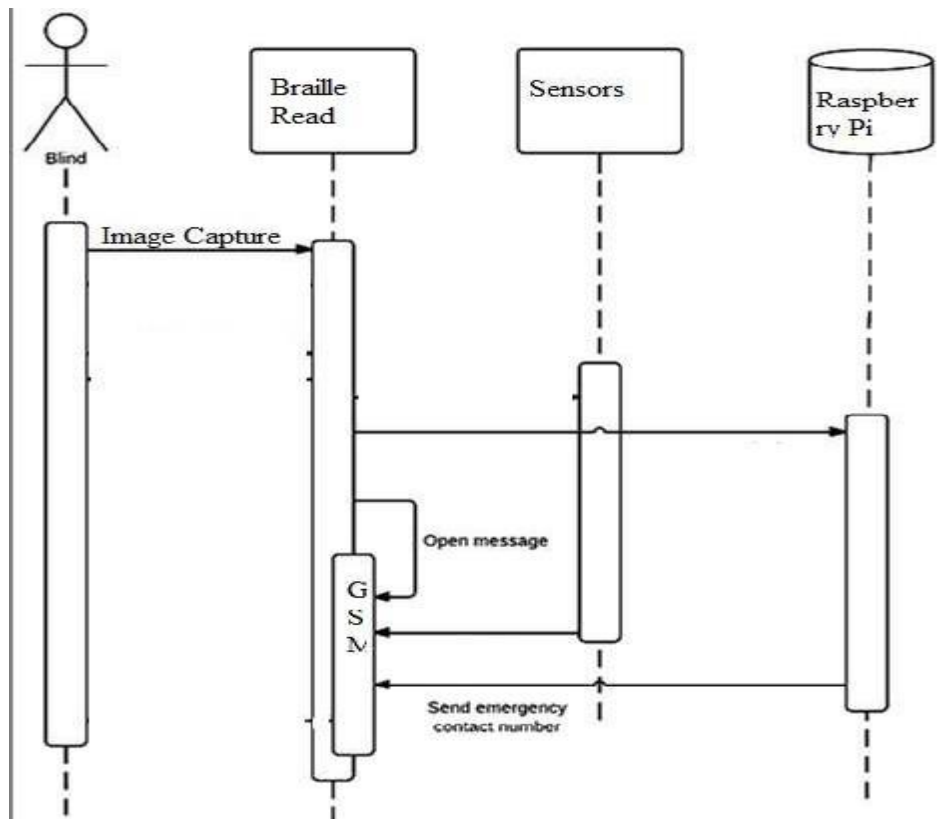 Braille
Read
Sensors
Raspber
ry Pi
Blind
Image Capture
Open message
G
S
M
Send emergency
contact number